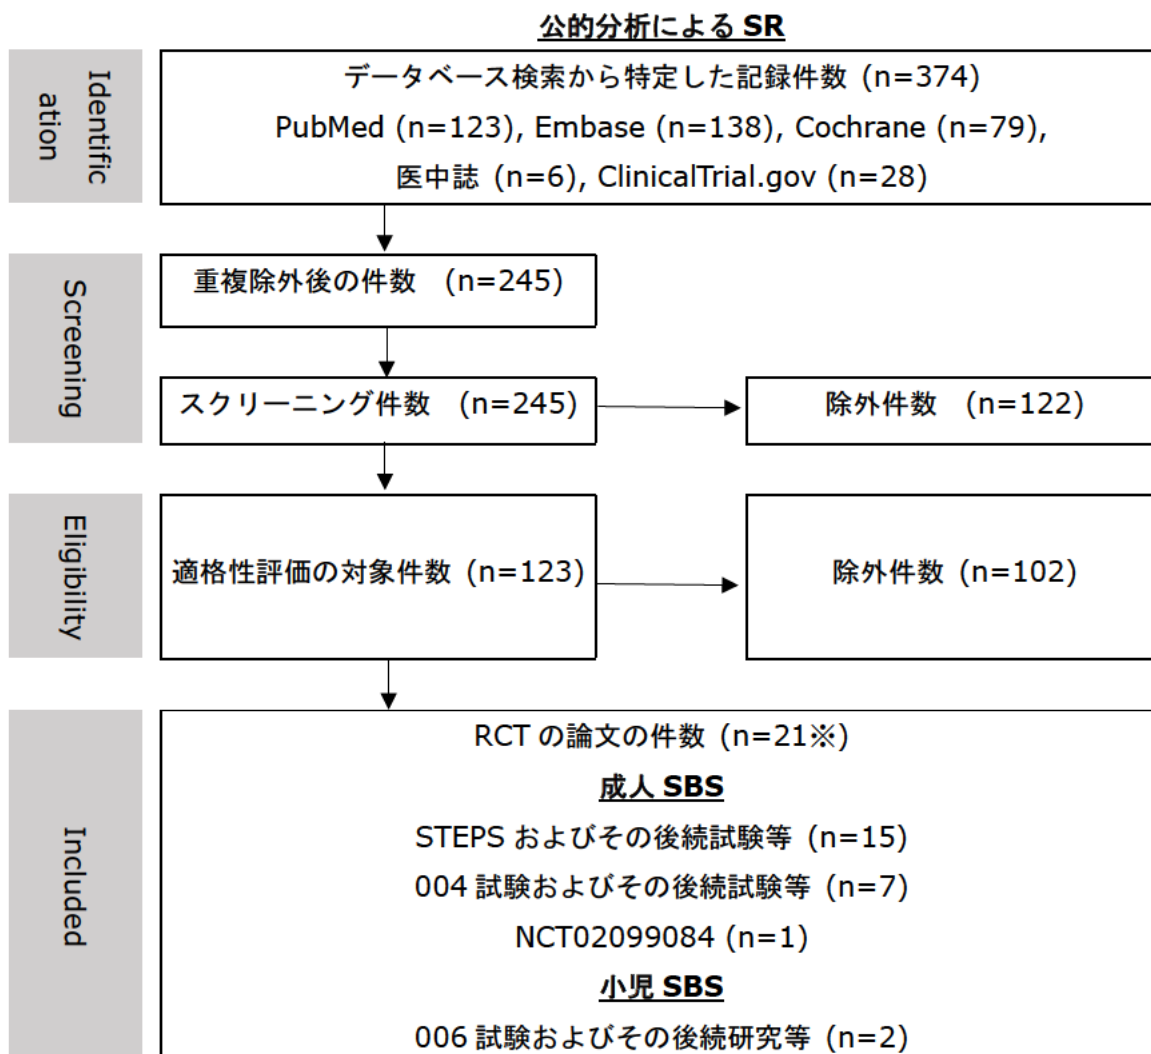 公的分析による SR
Identific
ation
データベース検索から特定した記録件数 (n=374)
PubMed (n=123), Embase (n=138), Cochrane (n=79),
医中誌 (n=6), ClinicalTrial.gov (n=28)
Screening
重複除外後の件数 (n=245)
スクリーニング件数 (n=245)
除外件数 (n=122)
Eligibility
適格性評価の対象件数 (n=123)
除外件数 (n=102)
Included
RCT の論文の件数 (n=21※)
成人 SBS
STEPS およびその後続試験等 (n=15)
004 試験およびその後続試験等 (n=7)
NCT02099084 (n=1)
小児 SBS
006 試験およびその後続研究等 (n=2)